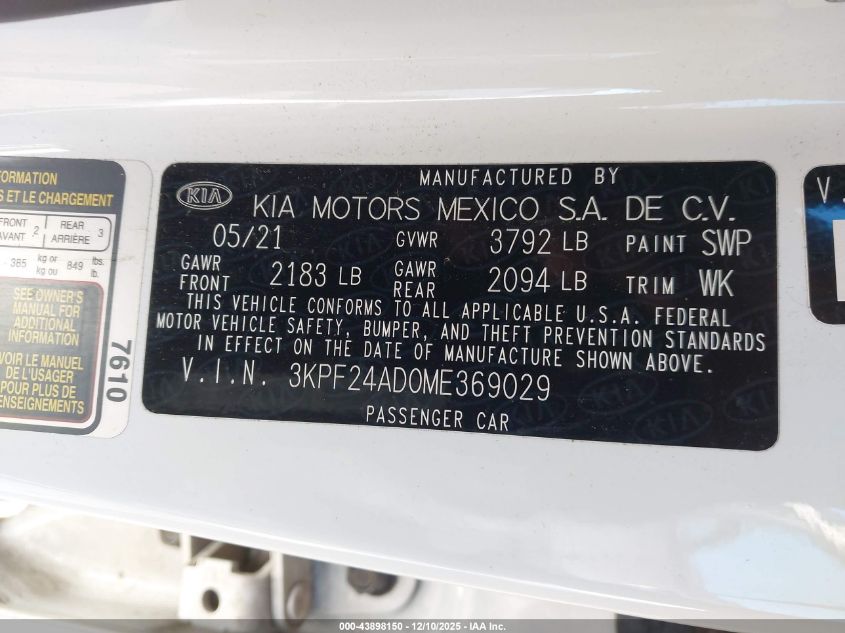 FORMATION
S ET LE CHARGEMENT
FRONT 2 REAR 3
AVANT ARRIÈRE
385 kg or 849 lbs.
kg ou lb.
SEE OWNER'S
MANUAL FOR
ADDITIONAL
INFORMATION
VOIR LE MANUEL
DE L'USAGER
POUR PLUS DE
ENSEIGNEMENTS
7610
MANUFACTURED BY
KIA KIA MOTORS MEXICO S.A. DE C.V.
05/21 GVWR 3792 LB PAINT SWP
GAWR FRONT 2183 LB GAWR REAR 2094 LB TRIM WK
THIS VEHICLE CONFORMS TO ALL APPLICABLE U.S.A. FEDERAL
MOTOR VEHICLE SAFETY, BUMPER, AND THEFT PREVENTION STANDARDS
IN EFFECT ON THE DATE OF MANUFACTURE SHOWN ABOVE.
V.I.N. 3KPF24AD0ME369029
PASSENGER CAR
V.
000-43898150 — 12/10/2025 — IAA Inc.